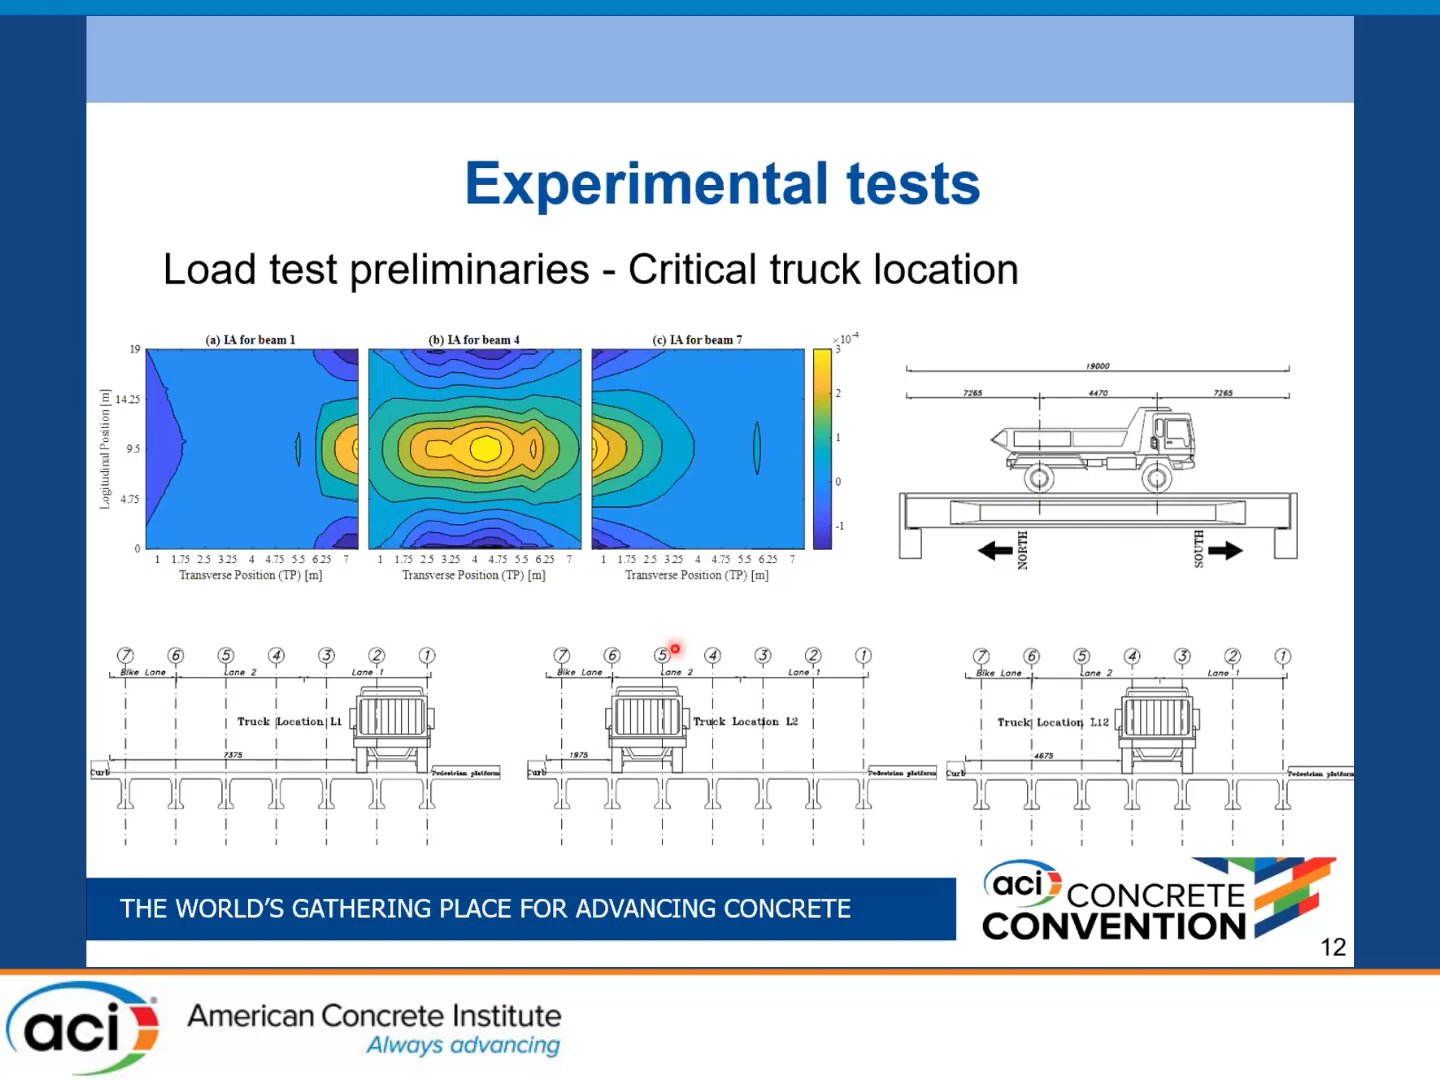 Experimental tests
Load test preliminaries - Critical truck location
(a) IA for beam 1
(b) IA for beam 4
(c) IA for beam 7
×10⁻⁴
Logitudinal Position [m]
19
14.25
9.5
4.75
0
1 1.75 2.5 3.25 4 4.75 5.5 6.25 7
Transverse Position (TP) [m]
1 1.75 2.5 3.25 4 4.75 5.5 6.25 7
Transverse Position (TP) [m]
1 1.75 2.5 3.25 4 4.75 5.5 6.25 7
Transverse Position (TP) [m]
3
2
1
0
-1
19000
7265 4470 7265
NORTH
SOUTH
7 6 5 4 3 2 1
Bike Lane Lane 2 Lane 1
Truck Location L1
7375
Curb
Pedestrian platform
7 6 5 4 3 2 1
Bike Lane Lane 2 Lane 1
Truck Location L2
1975
Curb
Pedestrian platform
7 6 5 4 3 2 1
Bike Lane Lane 2 Lane 1
Truck Location L12
4675
Curb
Pedestrian platform
THE WORLD'S GATHERING PLACE FOR ADVANCING CONCRETE
aci CONCRETE
CONVENTION
12
aci
American Concrete Institute
Always advancing